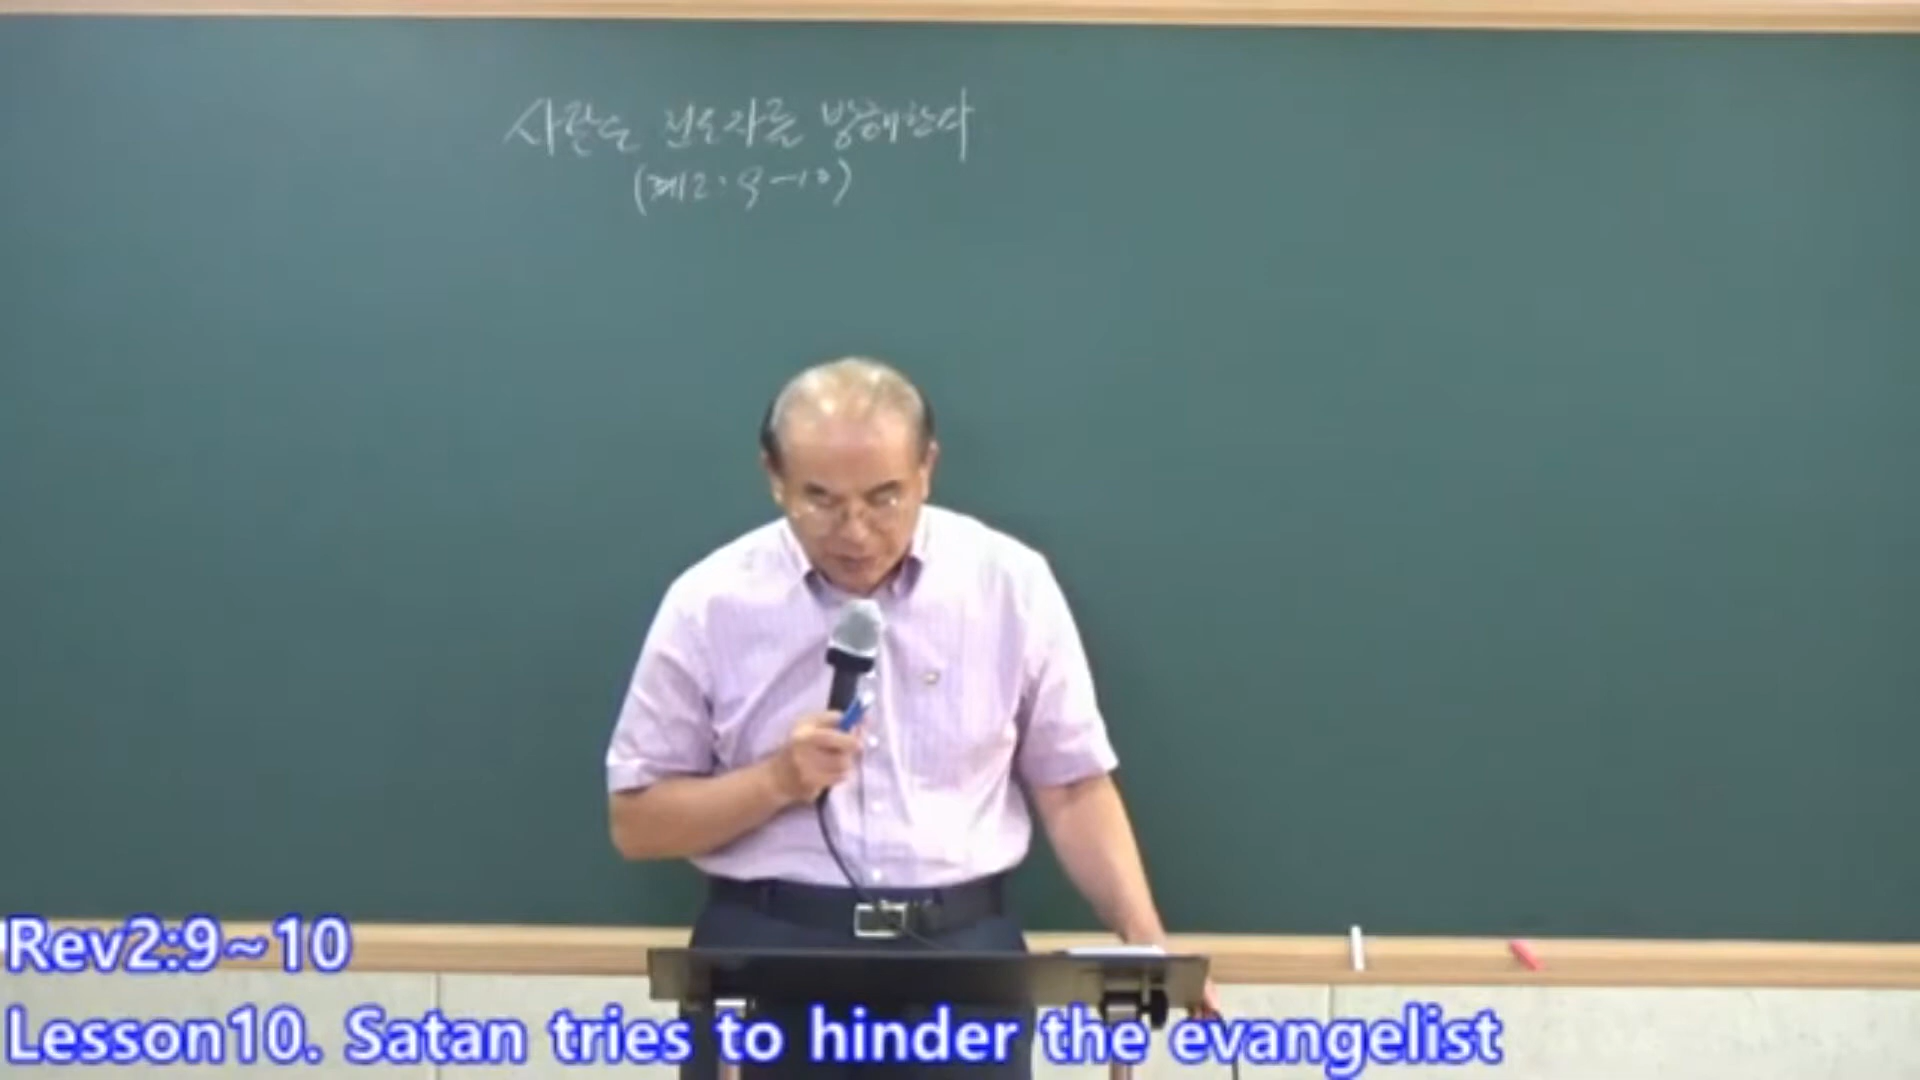 사탄은 전도자를 방해한다
(계2:9-10)
Rev2:9~10
Lesson10. Satan tries to hinder the evangelist